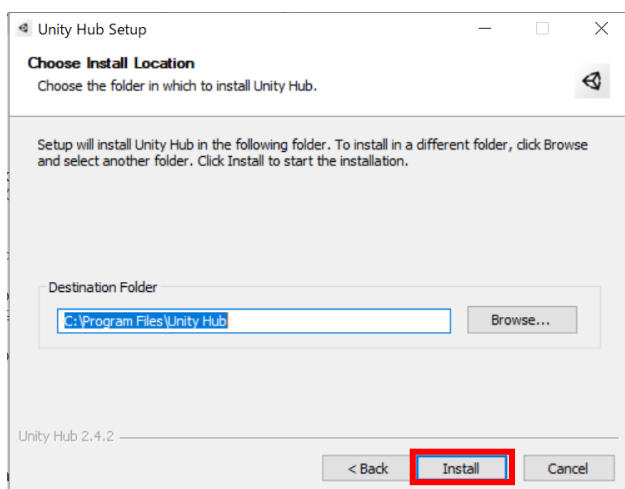 Unity Hub Setup
Choose Install Location
Choose the folder in which to install Unity Hub.
Setup will install Unity Hub in the following folder. To install in a different folder, click Browse
and select another folder. Click Install to start the installation.
Destination Folder
C:\Program Files\Unity Hub
Browse...
Unity Hub 2.4.2
< Back
Install
Cancel